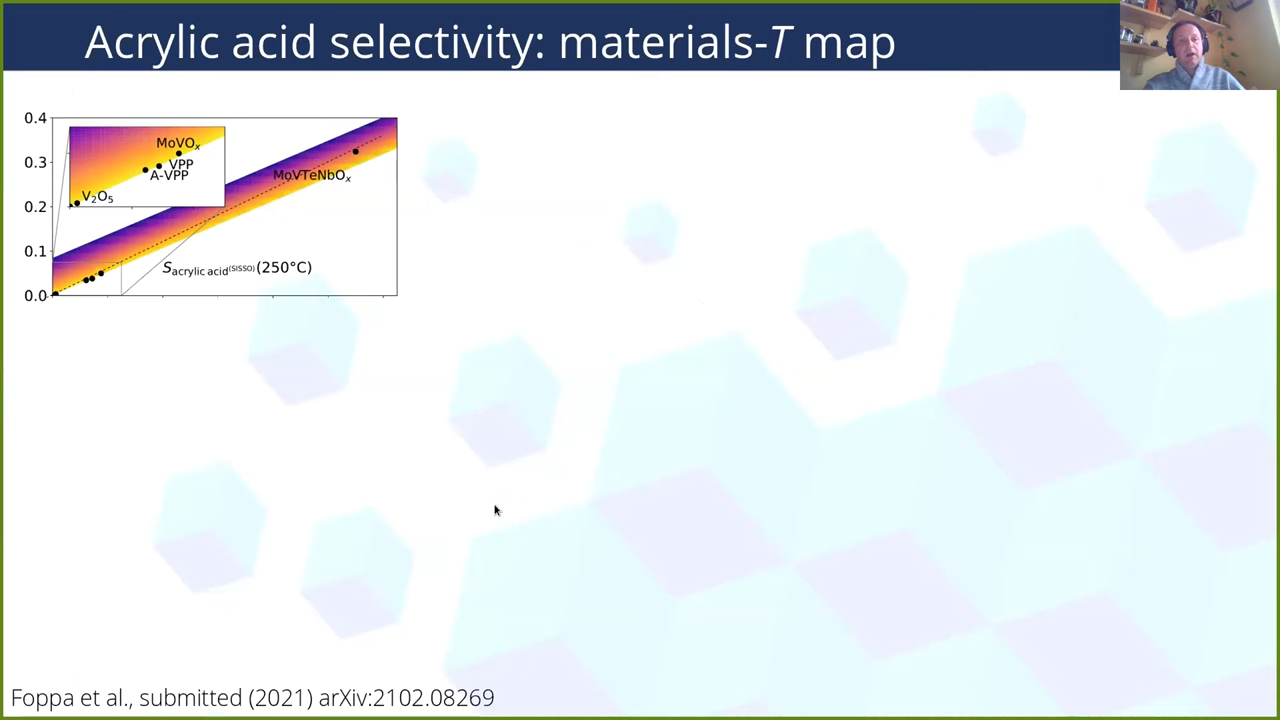 Acrylic acid selectivity: materials-T map
0.4
0.3
0.2
0.1
0.0
MoVOₓ
VPP
A-VPP
V₂O₅
MoVTeNbOₓ
S acrylic acid (SISSO) (250°C)
Foppa et al., submitted (2021) arXiv:2102.08269